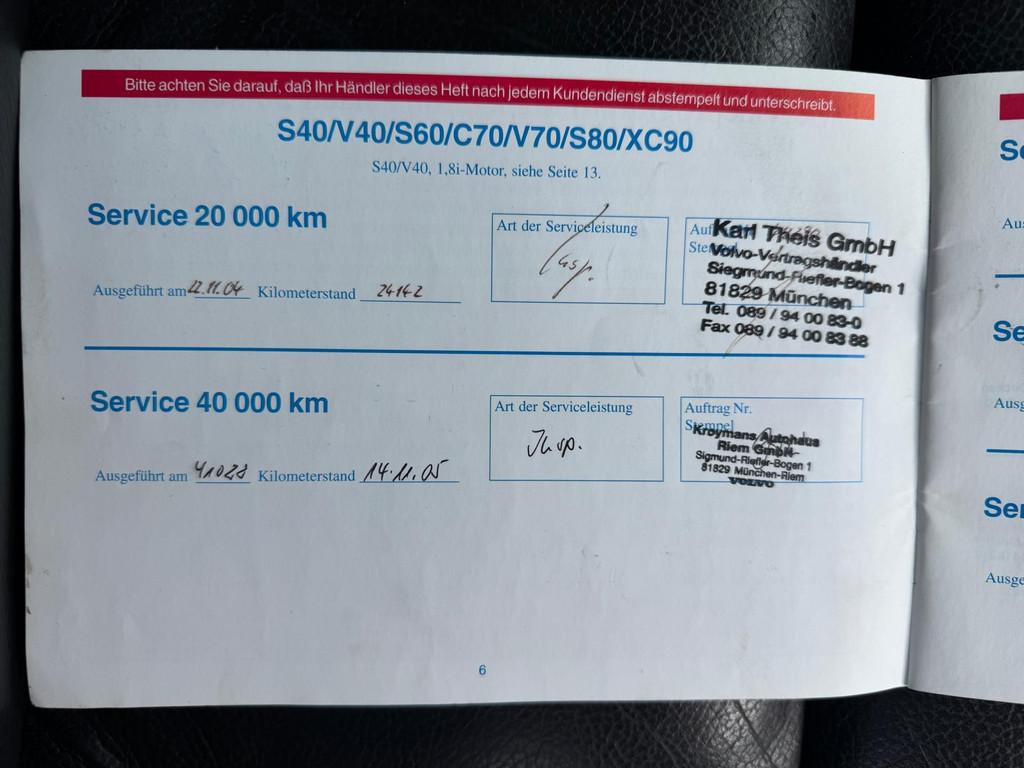 Bitte achten Sie darauf, daß Ihr Händler dieses Heft nach jedem Kundendienst abstempelt und unterschreibt.
S40/V40/S60/C70/V70/S80/XC90
S40/V40, 1,8i-Motor, siehe Seite 13.
Service 20 000 km
Ausgeführt am 22.11.04 Kilometerstand 24142
Art der Serviceleistung
Insp.
Karl Theis GmbH
Volvo-Vertragshändler
Siegmund-Riefler-Bogen 1
81829 München
Tel. 089 / 94 00 83-0
Fax 089 / 94 00 83 88
Service 40 000 km
Ausgeführt am 41028 Kilometerstand 14.11.05
Art der Serviceleistung
Insp.
Auftrag Nr.
Stempel
Kroymans Autohaus
Riem GmbH
Sigmund-Riefler-Bogen 1
81829 München-Riem
VOLVO
6